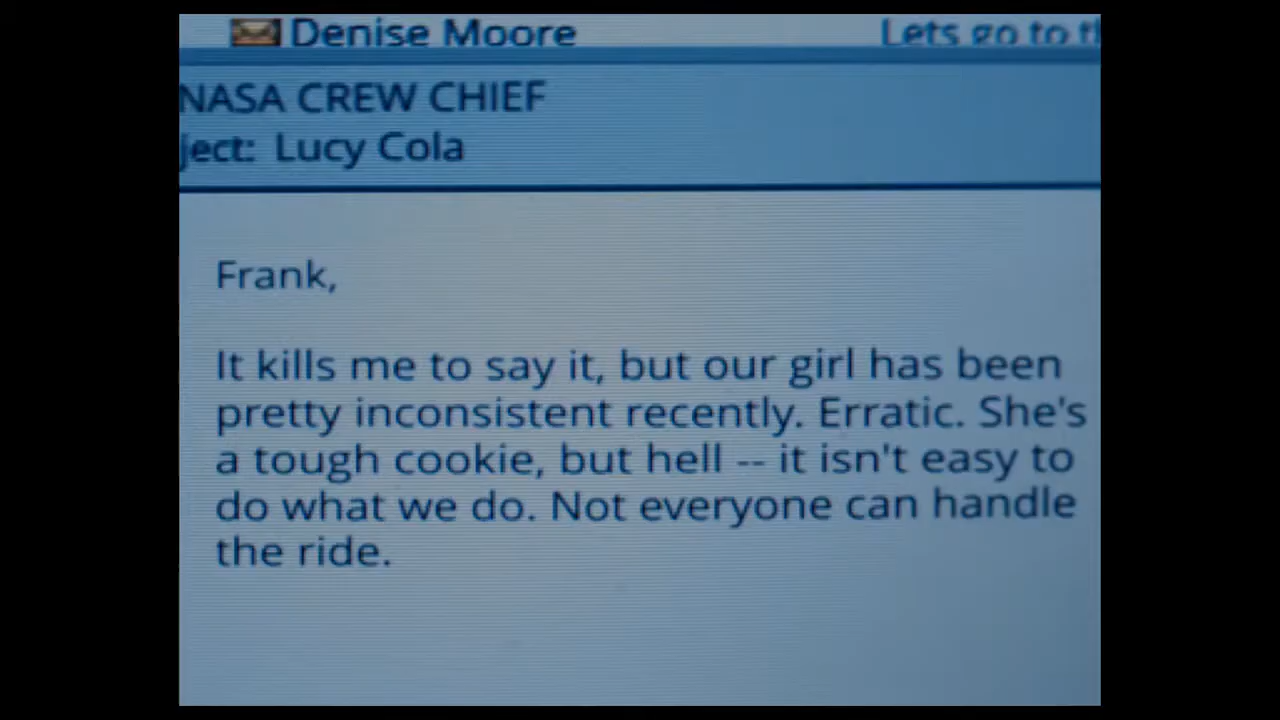 Denise Moore Lets go to
NASA CREW CHIEF
ject: Lucy Cola
Frank,
It kills me to say it, but our girl has been
pretty inconsistent recently. Erratic. She's
a tough cookie, but hell -- it isn't easy to
do what we do. Not everyone can handle
the ride.